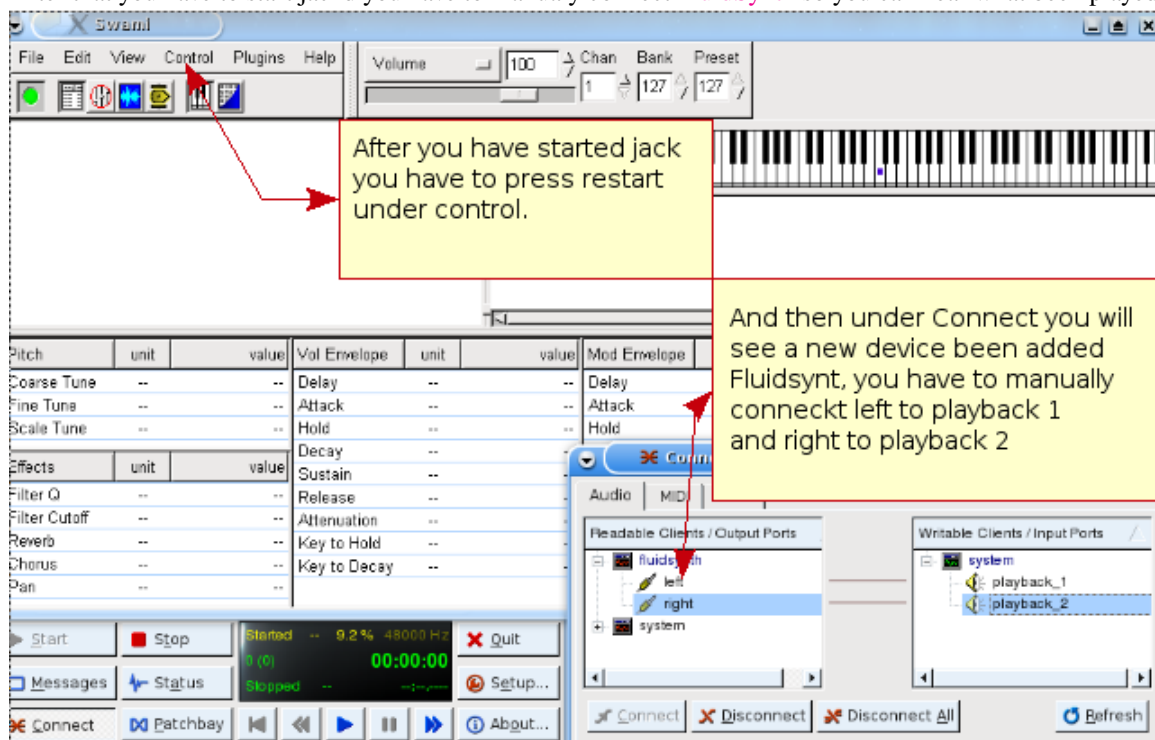 Swami
File Edit View Control Plugins Help
Volume 100 Chan Bank Preset
1 127 127
After you have started jack
you have to press restart
under control.
And then under Connect you will
see a new device been added
Fluidsynt, you have to manually
conneckt left to playback 1
and right to playback 2
Pitch unit value Vol Envelope unit value Mod Envelope
Coarse Tune -- -- Delay -- -- Delay
Fine Tune -- -- Attack -- -- Attack
Scale Tune -- -- Hold -- -- Hold
Decay --
Effects unit value Sustain --
Filter Q -- -- Release --
Filter Cutoff -- -- Attenuation --
Reverb -- -- Key to Hold --
Chorus -- -- Key to Decay --
Pan -- --
Audio MIDI
Readable Clients / Output Ports Writable Clients / Input Ports
fluidsynth system
left playback_1
right playback_2
system
Start Stop Started -- 9.2 % 48000 Hz Quit
0 (0) 00:00:00
Messages Status Stopped -- --:--.---- Setup...
Connect Patchbay About...
Connect Disconnect Disconnect All Refresh